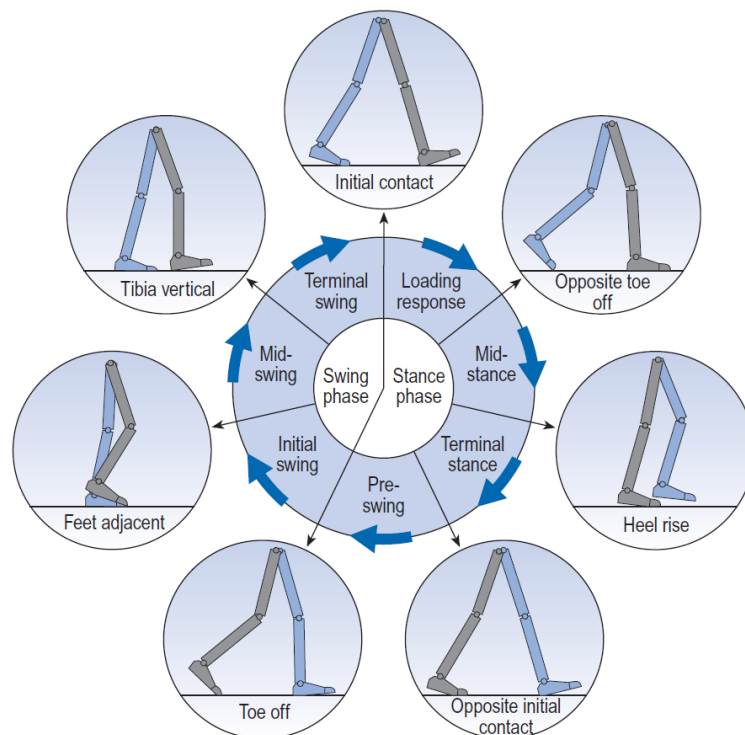 Initial contact
Opposite toe
off
Heel rise
Opposite initial
contact
Toe off
Feet adjacent
Tibia vertical
Loading
response
Mid-
stance
Terminal
stance
Pre-
swing
Initial
swing
Mid-
swing
Terminal
swing
Swing
phase
Stance
phase